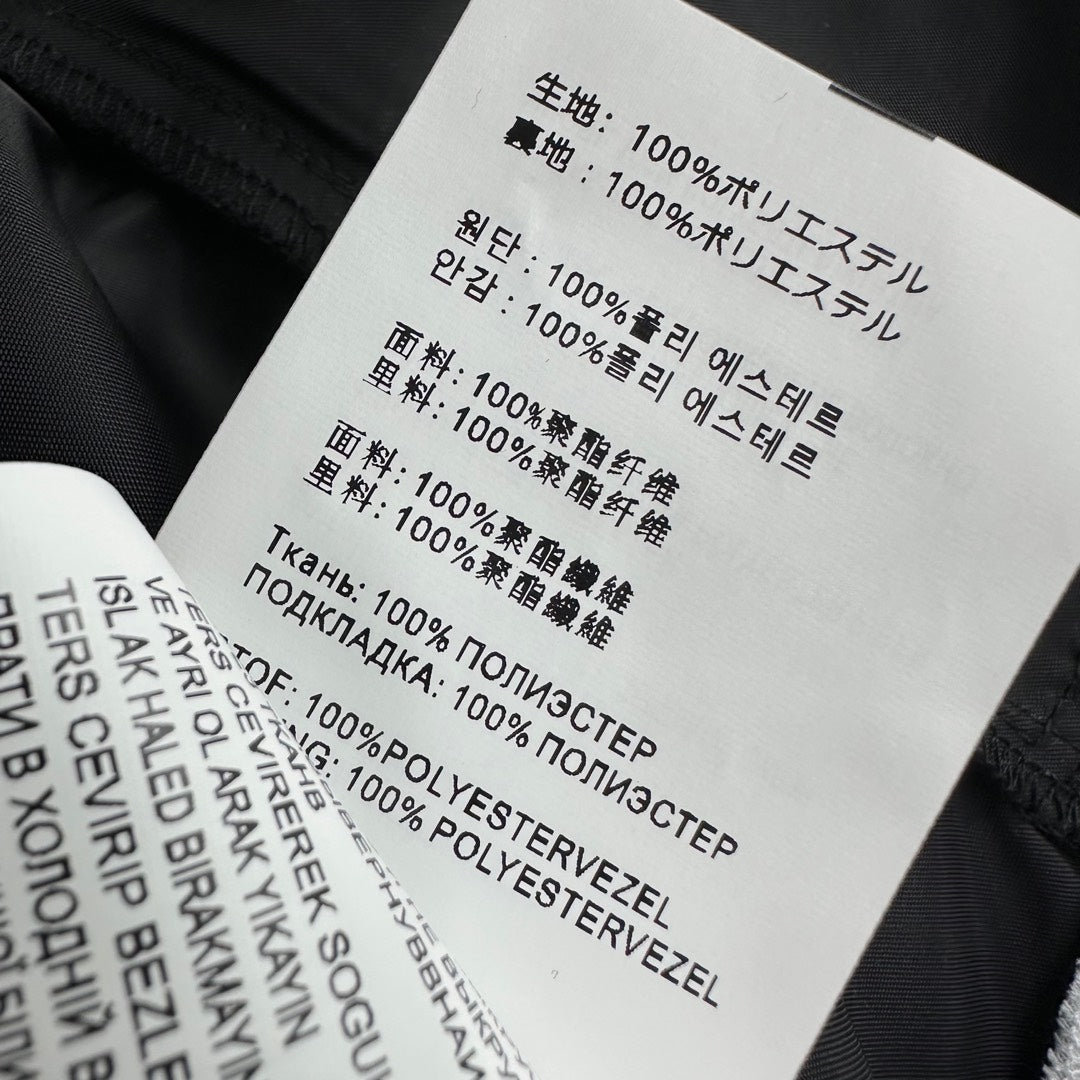 生地: 100%ポリエステル
裏地: 100%ポリエステル
원단: 100%폴리 에스테르
안감: 100%폴리 에스테르
面料: 100%聚酯纤维
里料: 100%聚酯纤维
面料: 100%聚酯纖維
里料: 100%聚酯纖維
Ткань: 100% ПОЛИЭСТЕР
ПОДКЛАДКА: 100% ПОЛИЭСТЕР
TOF: 100%POLYESTERVEZEL
NG: 100% POLYESTERVEZEL
TERS CEVIREREK SOGU
VE AYRI OL ARAK YIKAYIN
ISL AK HALED BIRAKMAYIN
TERS CEVIRIP BEZLE
ПРАТИ В ХОЛОДНІЙ В